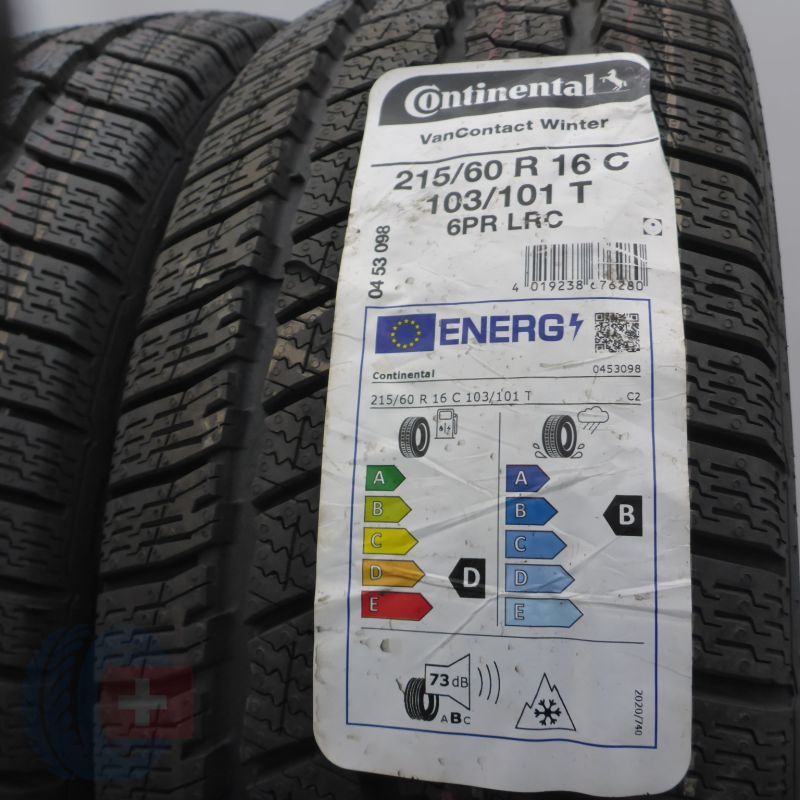 Continental
VanContact Winter
215/60 R 16 C
103/101 T
6PR LRC
04 53 098
4 019238 676280
ENERG
Continental 0453098
215/60 R 16 C 103/101 T C2
A A
B B B
C C
D D D
E E
73 dB
ABC
2020/740